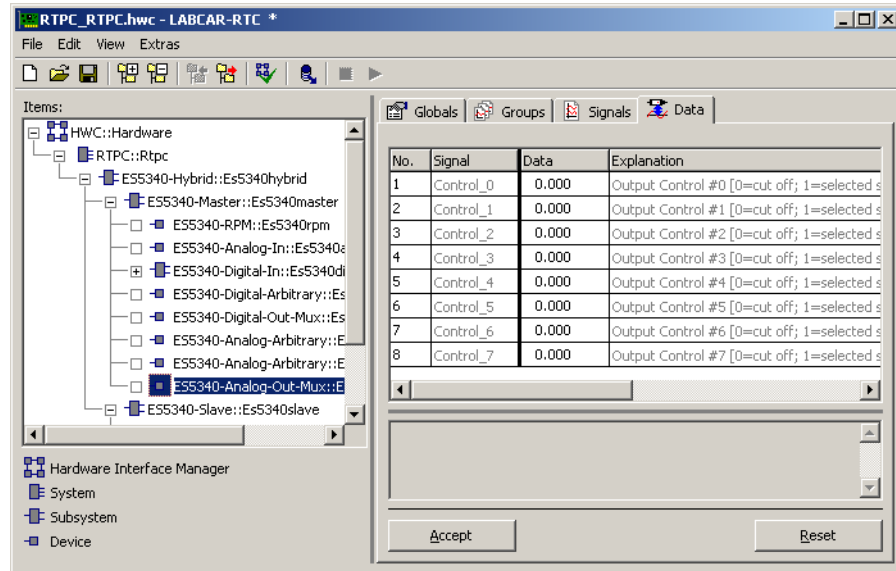 RTPC_RTPC.hwc - LABCAR-RTC *
File Edit View Extras
Items:
HWC::Hardware
RTPC::Rtpc
ES5340-Hybrid::Es5340hybrid
ES5340-Master::Es5340master
ES5340-RPM::Es5340rpm
ES5340-Analog-In::Es5340a
ES5340-Digital-In::Es5340di
ES5340-Digital-Arbitrary::Es
ES5340-Digital-Out-Mux::Es
ES5340-Analog-Arbitrary::E
ES5340-Analog-Arbitrary::E
ES5340-Analog-Out-Mux::E
ES5340-Slave::Es5340slave
Hardware Interface Manager
System
Subsystem
Device
Globals Groups Signals Data
No. Signal Data Explanation
1 Control_0 0.000 Output Control #0 [0=cut off; 1=selected s
2 Control_1 0.000 Output Control #1 [0=cut off; 1=selected s
3 Control_2 0.000 Output Control #2 [0=cut off; 1=selected s
4 Control_3 0.000 Output Control #3 [0=cut off; 1=selected s
5 Control_4 0.000 Output Control #4 [0=cut off; 1=selected s
6 Control_5 0.000 Output Control #5 [0=cut off; 1=selected s
7 Control_6 0.000 Output Control #6 [0=cut off; 1=selected s
8 Control_7 0.000 Output Control #7 [0=cut off; 1=selected s
Accept Reset